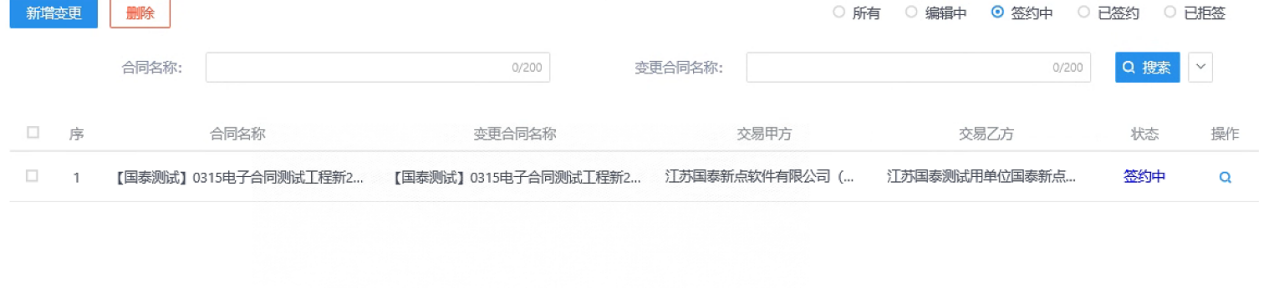 新增变更 删除 所有 编辑中 签约中 已签约 已拒签
合同名称: 0/200 变更合同名称: 0/200 搜索
序 合同名称 变更合同名称 交易甲方 交易乙方 状态 操作
1 【国泰测试】0315电子合同测试工程新2... 【国泰测试】0315电子合同测试工程新2... 江苏国泰新点软件有限公司（... 江苏国泰测试用单位国泰新点... 签约中